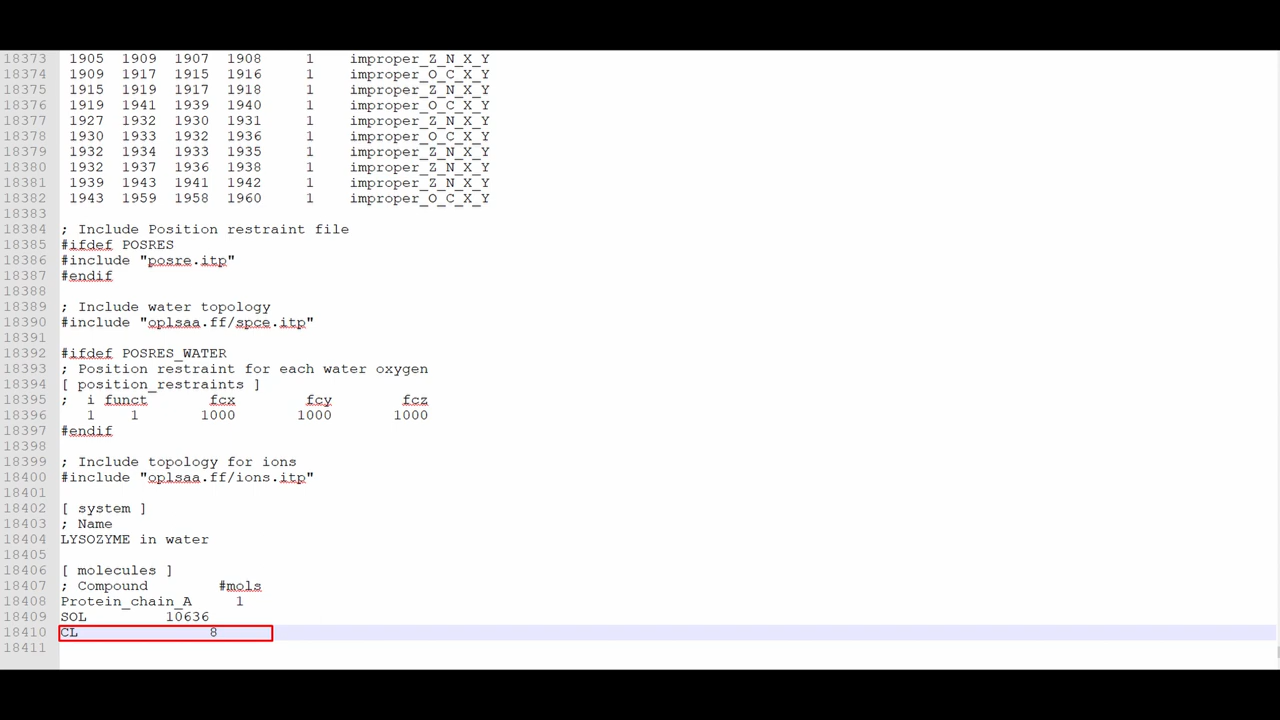 18373 1905 1909 1907 1908 1 improper_Z_N_X_Y
18374 1909 1917 1915 1916 1 improper_O_C_X_Y
18375 1915 1919 1917 1918 1 improper_Z_N_X_Y
18376 1919 1941 1939 1940 1 improper_O_C_X_Y
18377 1927 1932 1930 1931 1 improper_Z_N_X_Y
18378 1930 1933 1932 1936 1 improper_O_C_X_Y
18379 1932 1934 1933 1935 1 improper_Z_N_X_Y
18380 1932 1937 1936 1938 1 improper_Z_N_X_Y
18381 1939 1943 1941 1942 1 improper_Z_N_X_Y
18382 1943 1959 1958 1960 1 improper_O_C_X_Y
18383
18384 ; Include Position restraint file
18385 #ifdef POSRES
18386 #include "posre.itp"
18387 #endif
18388
18389 ; Include water topology
18390 #include "oplsaa.ff/spce.itp"
18391
18392 #ifdef POSRES_WATER
18393 ; Position restraint for each water oxygen
18394 [ position_restraints ]
18395 ; i funct fcx fcy fcz
18396 1 1 1000 1000 1000
18397 #endif
18398
18399 ; Include topology for ions
18400 #include "oplsaa.ff/ions.itp"
18401
18402 [ system ]
18403 ; Name
18404 LYSOZYME in water
18405
18406 [ molecules ]
18407 ; Compound #mols
18408 Protein_chain_A 1
18409 SOL 10636
18410 CL 8
18411